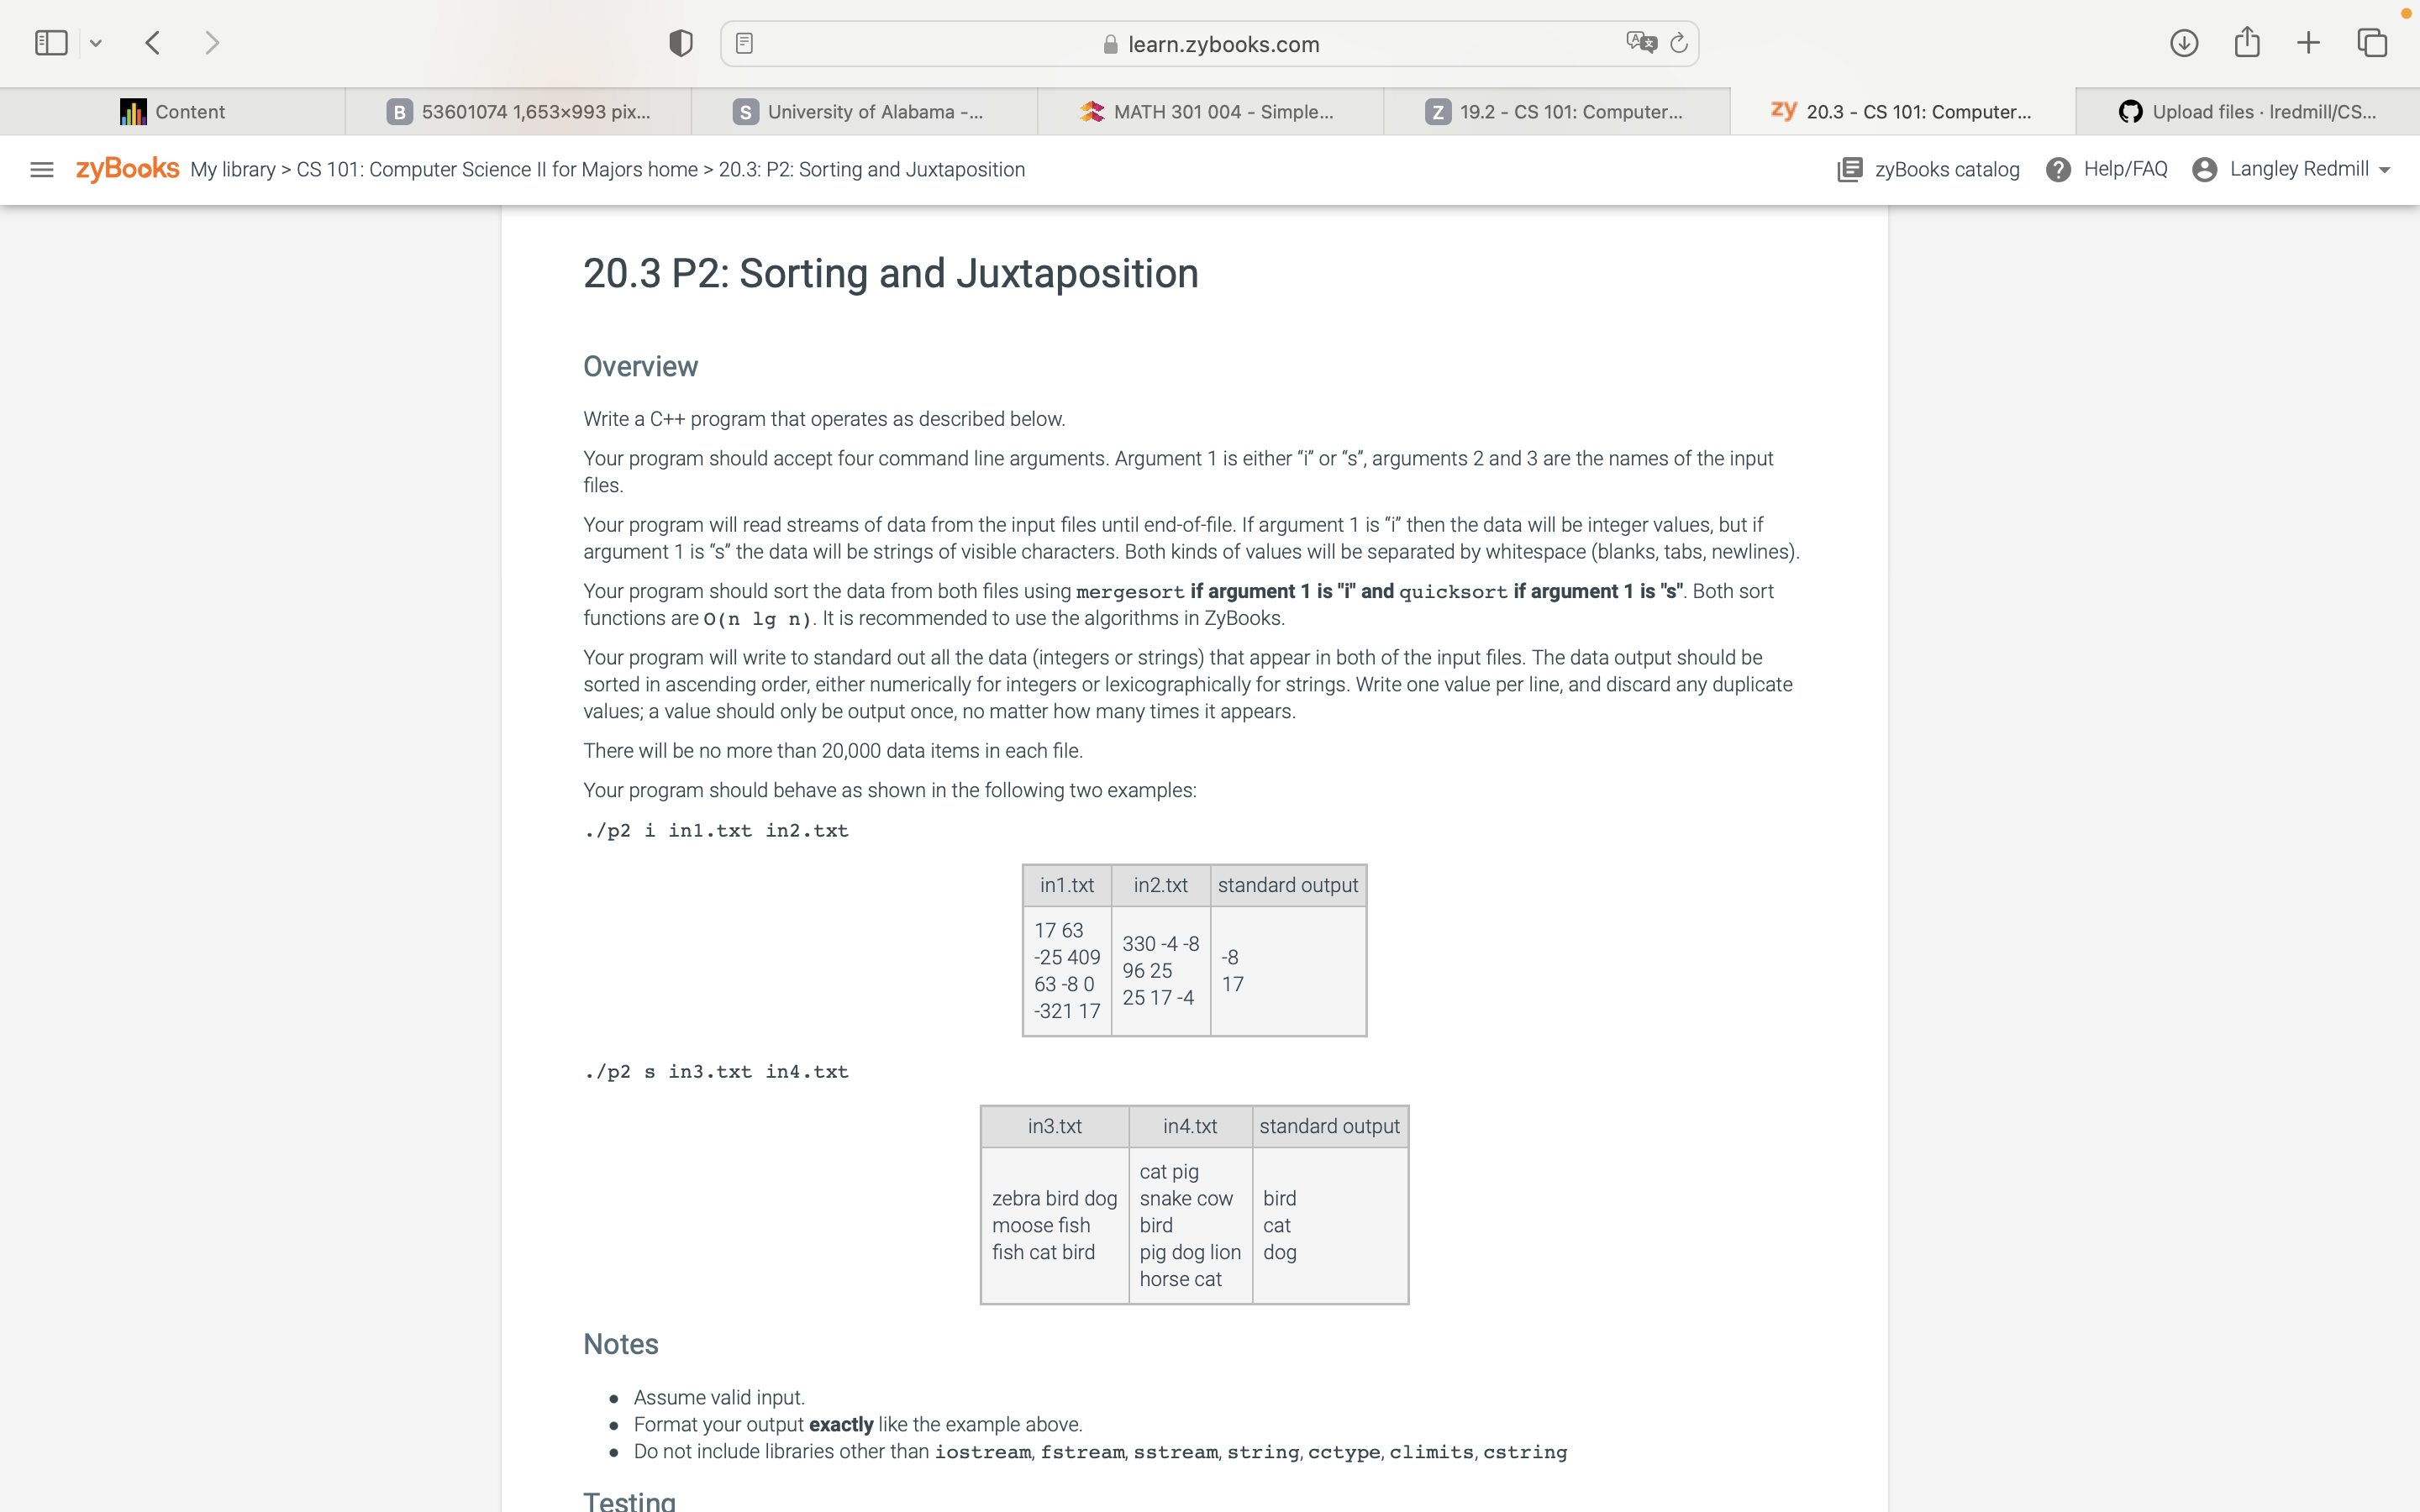 learn.zybooks.com
Content
B 53601074 1,653×993 pix...
S University of Alabama -...
MATH 301 004 - Simple...
Z 19.2 - CS 101: Computer...
zy 20.3 - CS 101: Computer...
Upload files · lredmill/CS...
zyBooks My library > CS 101: Computer Science II for Majors home > 20.3: P2: Sorting and Juxtaposition
zyBooks catalog
? Help/FAQ
Langley Redmill
20.3 P2: Sorting and Juxtaposition
Overview
Write a C++ program that operates as described below.
Your program should accept four command line arguments. Argument 1 is either “i” or “s”, arguments 2 and 3 are the names of the input
files.
Your program will read streams of data from the input files until end-of-file. If argument 1 is “i” then the data will be integer values, but if
argument 1 is “s” the data will be strings of visible characters. Both kinds of values will be separated by whitespace (blanks, tabs, newlines).
Your program should sort the data from both files using mergesort if argument 1 is "i" and quicksort if argument 1 is "s". Both sort
functions are O(n lg n). It is recommended to use the algorithms in ZyBooks.
Your program will write to standard out all the data (integers or strings) that appear in both of the input files. The data output should be
sorted in ascending order, either numerically for integers or lexicographically for strings. Write one value per line, and discard any duplicate
values; a value should only be output once, no matter how many times it appears.
There will be no more than 20,000 data items in each file.
Your program should behave as shown in the following two examples:
./p2 i in1.txt in2.txt
in1.txt in2.txt standard output
17 63
-25 409
63 -8 0
-321 17
330 -4 -8
96 25
25 17 -4
-8
17
./p2 s in3.txt in4.txt
in3.txt in4.txt standard output
zebra bird dog
moose fish
fish cat bird
cat pig
snake cow
bird
pig dog lion
horse cat
bird
cat
dog
Notes
• Assume valid input.
• Format your output exactly like the example above.
• Do not include libraries other than iostream, fstream, sstream, string, cctype, climits, cstring
Testing